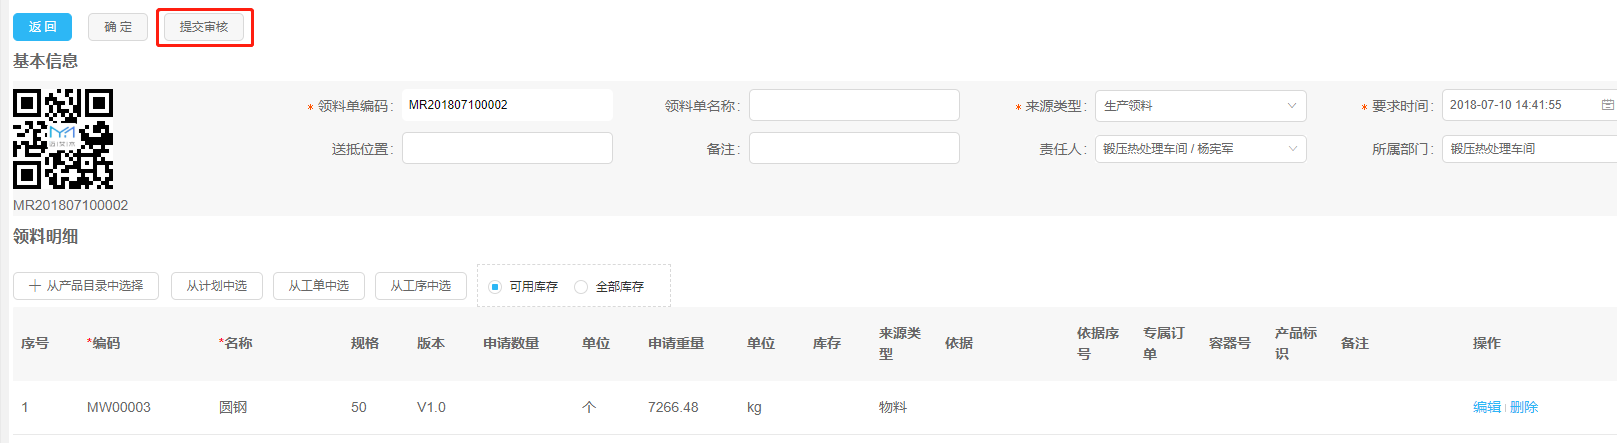 返 回 确 定 提交审核
基本信息
* 领料单编码: MR201807100002 领料单名称: * 来源类型: 生产领料 * 要求时间: 2018-07-10 14:41:55
送抵位置: 备注: 责任人: 锻压热处理车间 / 杨宪军 所属部门: 锻压热处理车间
MR201807100002
领料明细
+ 从产品目录中选择 从计划中选 从工单中选 从工序中选 可用库存 全部库存
序号 *编码 *名称 规格 版本 申请数量 单位 申请重量 单位 库存 来源类型 依据 依据序号 专属订单 容器号 产品标识 备注 操作
1 MW00003 圆钢 50 V1.0 个 7266.48 kg 物料 编辑 | 删除